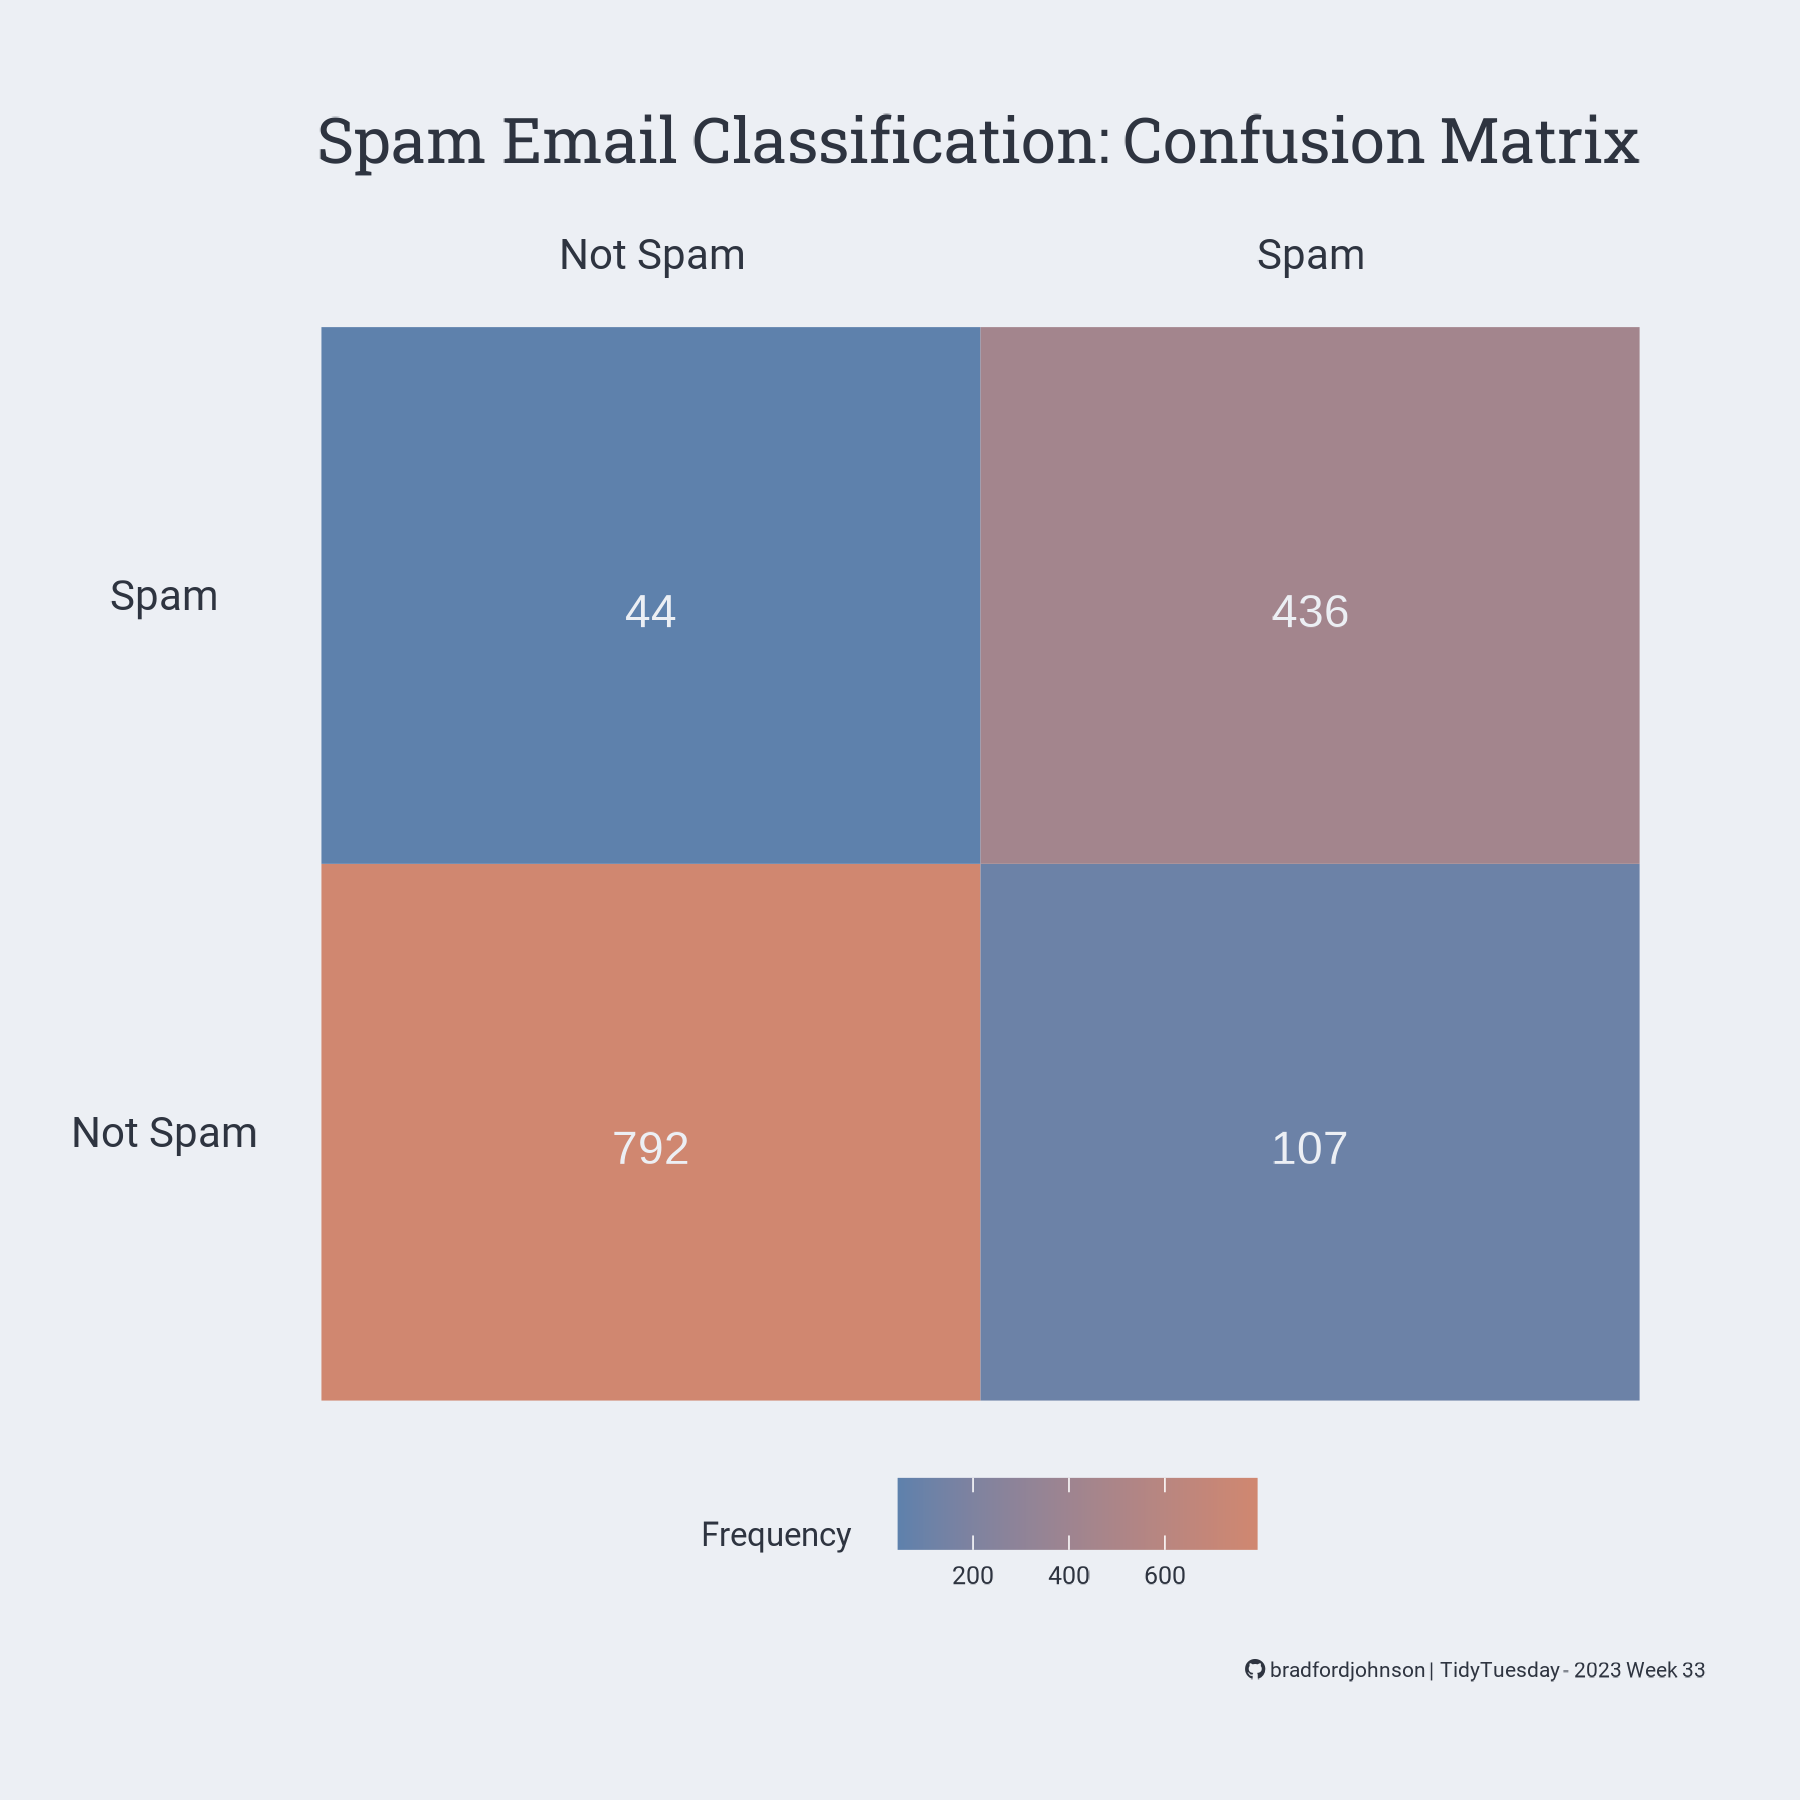 Spam Email Classification: Confusion Matrix
Not Spam Spam
Spam 44 436
Not Spam 792 107
Frequency
200 400 600
bradfordjohnson | TidyTuesday - 2023 Week 33